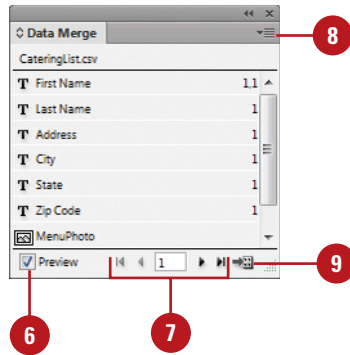 Data Merge
8
CateringList.csv
T First Name 1,1
T Last Name 1
T Address 1
T City 1
T State 1
T Zip Code 1
MenuPhoto
Preview 1
9
6
7